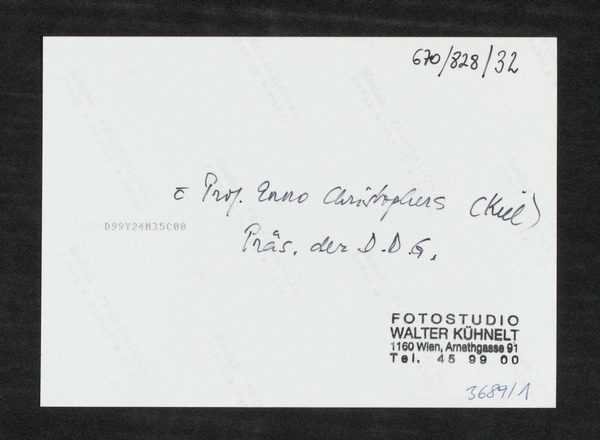 670/828/32
c̄ Prof. Enno Christophers (Kiel)
D99Y24M35C00
Präs. der D.D.G.
FOTOSTUDIO
WALTER KÜHNELT
1160 Wien, Arnethgasse 91
Tel. 45 99 00
3689/1